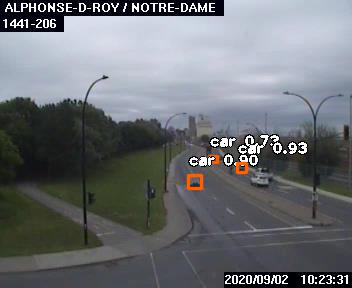 ALPHONSE-D-ROY / NOTRE-DAME
1441-206
car 0.73
car 0.93
car 0.90
2020/09/02 10:23:31